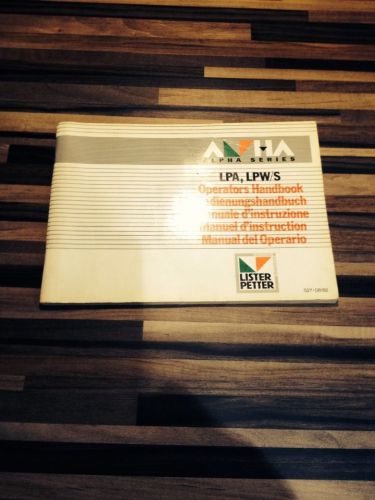 ALPHA
ALPHA SERIES
LPA, LPW/S
Operators Handbook
Bedienungshandbuch
Manuale d'instruzione
Manuel d'instruction
Manual del Operario
LISTER
PETTER